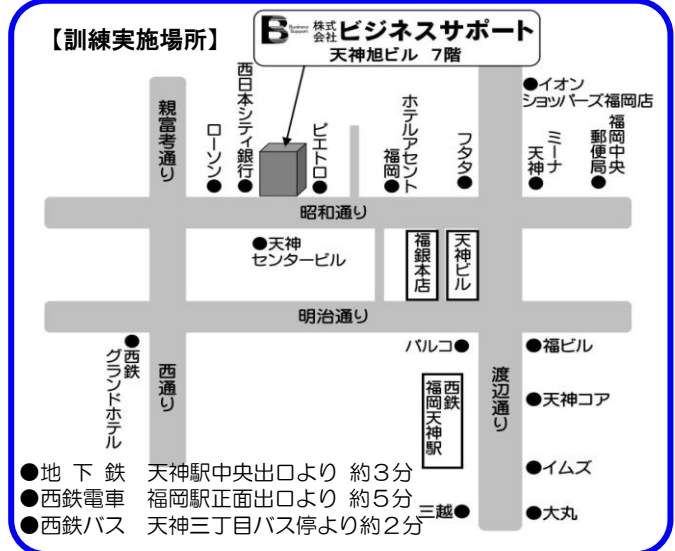 【訓練実施場所】
B Business Support 株式会社ビジネスサポート
天神旭ビル 7階
親富考通り
ローソン
西日本シティ銀行
ピエトロ
ホテルアセント福岡
フタタ
イオン
ショッパーズ福岡店
ミーナ天神
福岡中央郵便局
昭和通り
天神
センタービル
福銀本店
天神ビル
明治通り
西鉄グランドホテル
西通り
パルコ
福ビル
渡辺通り
西鉄福岡天神駅
天神コア
イムズ
三越
大丸
●地 下 鉄 天神駅中央出口より 約3分
●西鉄電車 福岡駅正面出口より 約5分
●西鉄バス 天神三丁目バス停より約2分